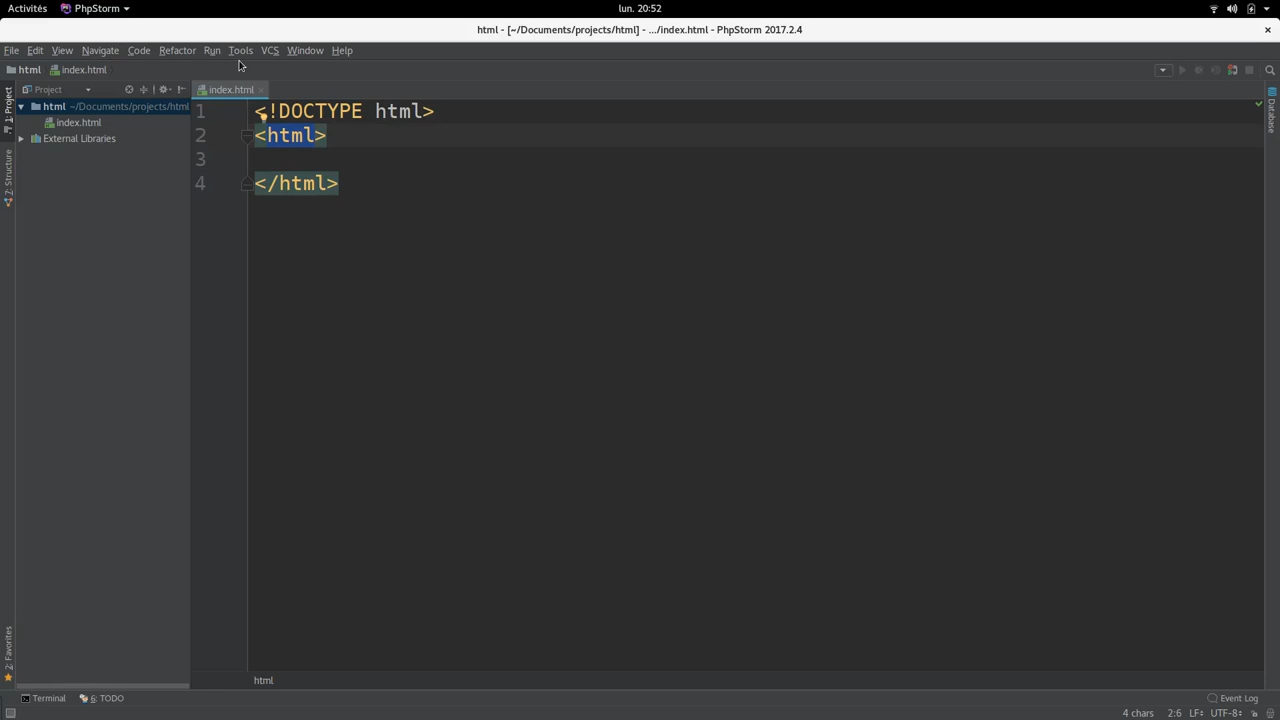 Activités PhpStorm lun. 20:52
html - [~/Documents/projects/html] - .../index.html - PhpStorm 2017.2.4
File Edit View Navigate Code Refactor Run Tools VCS Window Help
html index.html
Project index.html
1: Project
html ~/Documents/projects/html
index.html
External Libraries
7: Structure
2: Favorites
1 <!DOCTYPE html>
2 <html>
3
4 </html>
Database
html
Terminal 6: TODO Event Log
4 chars 2:6 LF÷ UTF-8÷